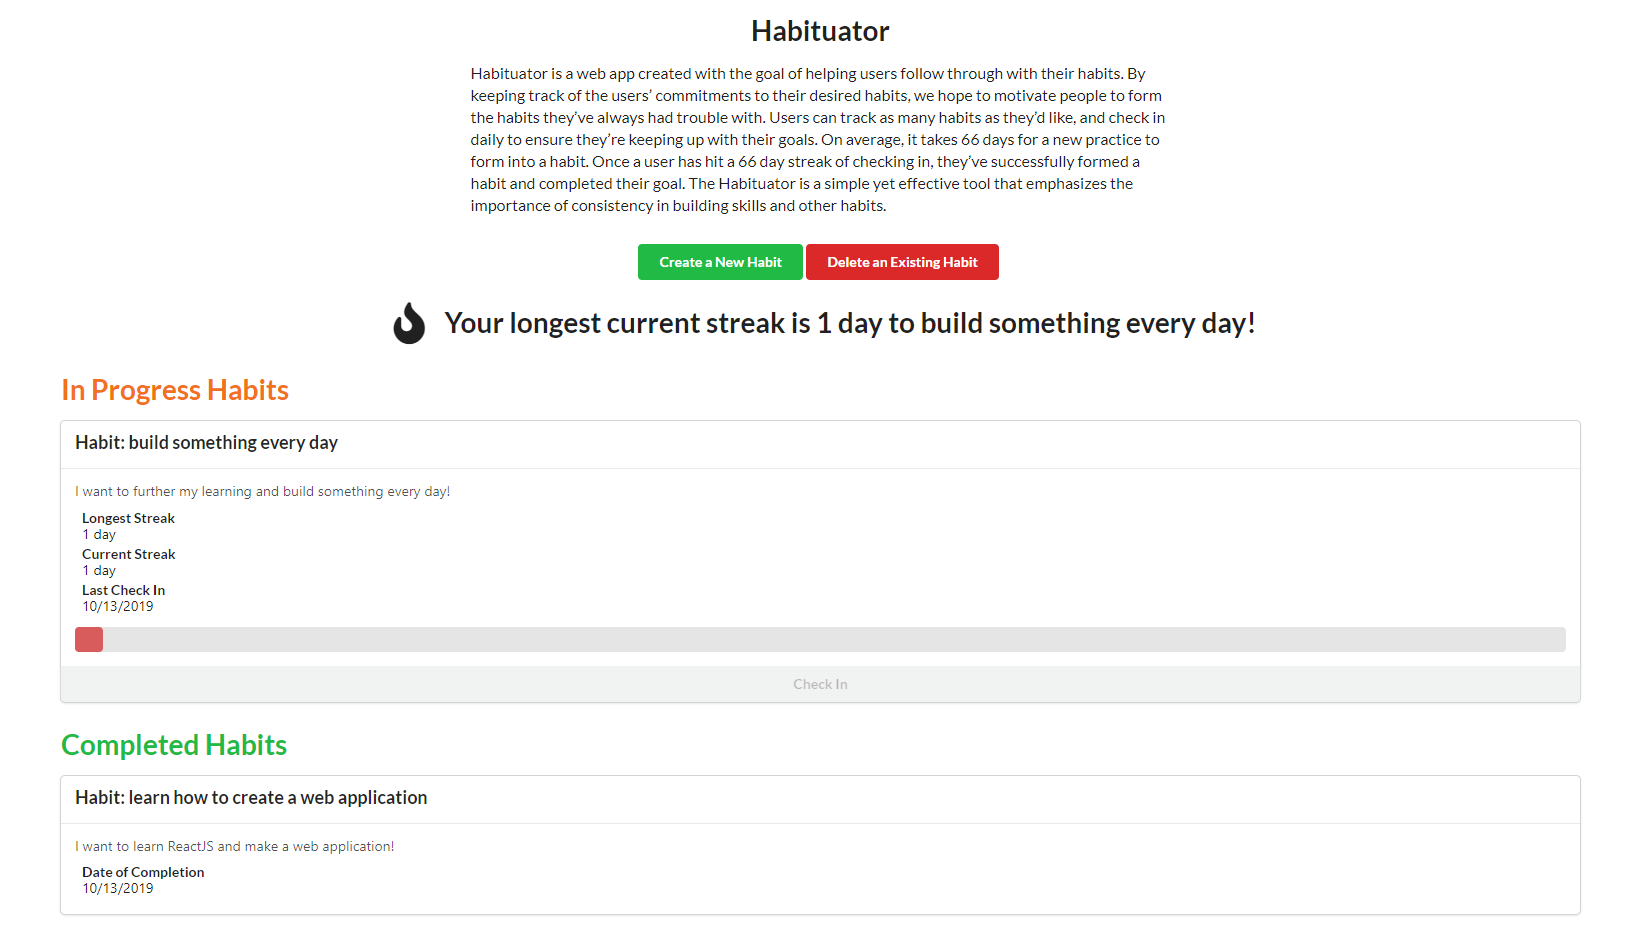 Habituator
Habituator is a web app created with the goal of helping users follow through with their habits. By
keeping track of the users’ commitments to their desired habits, we hope to motivate people to form
the habits they’ve always had trouble with. Users can track as many habits as they’d like, and check in
daily to ensure they’re keeping up with their goals. On average, it takes 66 days for a new practice to
form into a habit. Once a user has hit a 66 day streak of checking in, they’ve successfully formed a
habit and completed their goal. The Habituator is a simple yet effective tool that emphasizes the
importance of consistency in building skills and other habits.
Create a New Habit Delete an Existing Habit
Your longest current streak is 1 day to build something every day!
In Progress Habits
Habit: build something every day
I want to further my learning and build something every day!
Longest Streak
1 day
Current Streak
1 day
Last Check In
10/13/2019
Check In
Completed Habits
Habit: learn how to create a web application
I want to learn ReactJS and make a web application!
Date of Completion
10/13/2019